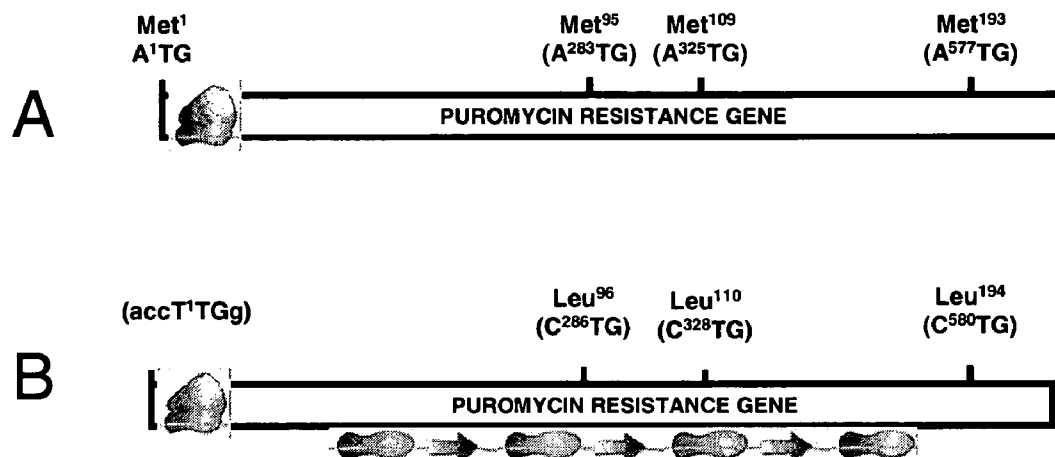 A
Met¹ Met⁹⁵ Met¹⁰⁹ Met¹⁹³
A¹TG (A²⁸³TG) (A³²⁵TG) (A⁵⁷⁷TG)
PUROMYCIN RESISTANCE GENE
B
Leu⁹⁶ Leu¹¹⁰ Leu¹⁹⁴
(accT¹TGg) (C²⁸⁶TG) (C³²⁸TG) (C⁵⁸⁰TG)
PUROMYCIN RESISTANCE GENE